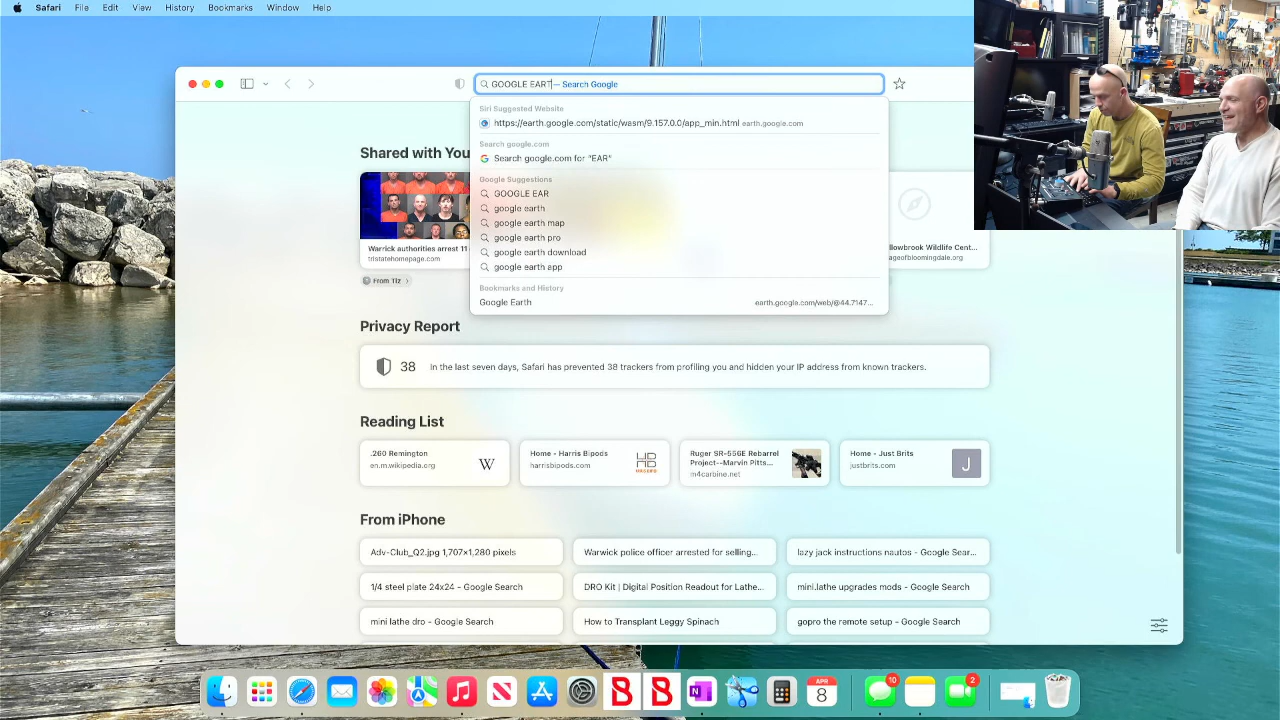 Safari File Edit View History Bookmarks Window Help
GOOGLE EART — Search Google
Siri Suggested Website
https://earth.google.com/static/wasm/9.157.0.0/app_min.html earth.google.com
Search google.com
Search google.com for "EAR"
Google Suggestions
GOOGLE EAR
google earth
google earth map
google earth pro
google earth download
google earth app
Bookmarks and History
Google Earth earth.google.com/web/@44.7147...
Shared with You
Warrick authorities arrest 11
tristatehomepage.com
From Tiz
llowbrook Wildlife Cent...
ageofbloomingdale.org
Privacy Report
38 In the last seven days, Safari has prevented 38 trackers from profiling you and hidden your IP address from known trackers.
Reading List
.260 Remington
en.m.wikipedia.org
W
Home - Harris Bipods
harrisbipods.com
Ruger SR-556E Rebarrel
Project--Marvin Pitts...
m4carbine.net
Home - Just Brits
justbrits.com
J
From iPhone
Adv-Club_Q2.jpg 1,707×1,280 pixels
Warwick police officer arrested for selling...
lazy jack instructions nautos - Google Sear...
1/4 steel plate 24x24 - Google Search
DRO Kit | Digital Position Readout for Lathe...
mini.lathe upgrades mods - Google Search
mini lathe dro - Google Search
How to Transplant Leggy Spinach
gopro the remote setup - Google Search
APR
8
10
2